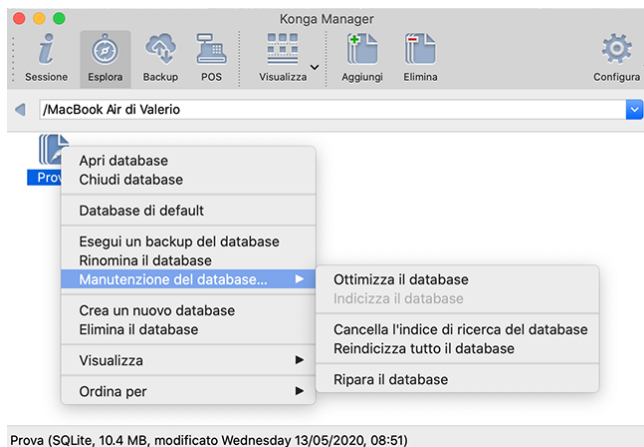 Konga Manager
Sessione Esplora Backup POS Visualizza Aggiungi Elimina Configura
/MacBook Air di Valerio
Apri database
Chiudi database
Database di default
Esegui un backup del database
Rinomina il database
Manutenzione del database...
Crea un nuovo database
Elimina il database
Visualizza
Ordina per
Ottimizza il database
Indicizza il database
Cancella l'indice di ricerca del database
Reindicizza tutto il database
Ripara il database
Prova (SQLite, 10.4 MB, modificato Wednesday 13/05/2020, 08:51)